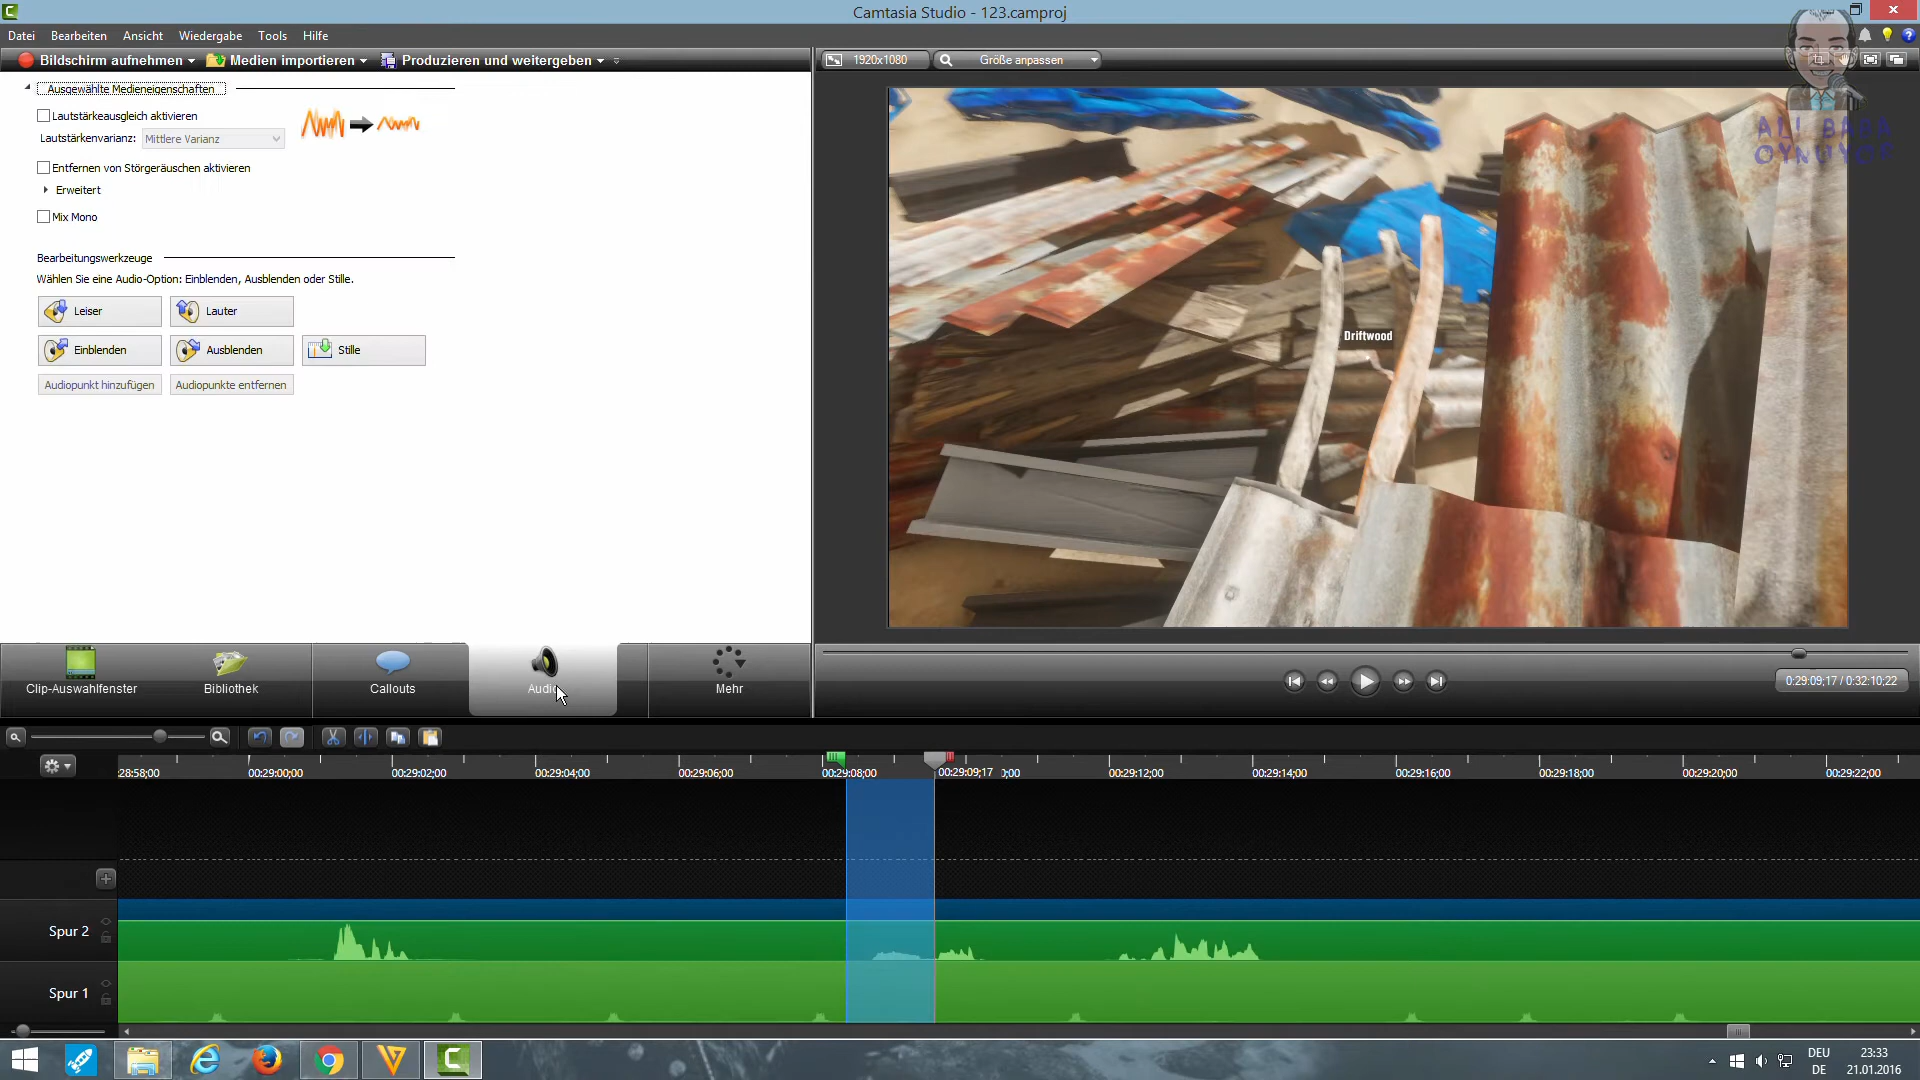 Camtasia Studio - 123.camproj
Datei Bearbeiten Ansicht Wiedergabe Tools Hilfe
Bildschirm aufnehmen Medien importieren Produzieren und weitergeben
1920x1080 Größe anpassen
Ausgewählte Medieneigenschaften
Lautstärkeausgleich aktivieren
Lautstärkenvarianz: Mittlere Varianz
Entfernen von Störgeräuschen aktivieren
Erweitert
Mix Mono
Bearbeitungswerkzeuge
Wählen Sie eine Audio-Option: Einblenden, Ausblenden oder Stille.
Leiser Lauter
Einblenden Ausblenden Stille
Audiopunkt hinzufügen Audiopunkte entfernen
ALI BABA
OYNUYOR
Driftwood
Clip-Auswahlfenster Bibliothek Callouts Audio Mehr
0:29:09;17 / 0:32:10;22
28:58;00 00:29:00;00 00:29:02;00 00:29:04;00 00:29:06;00 00:29:08;00 00:29:09;17 00:29:12;00 00:29:14;00 00:29:16;00 00:29:18;00 00:29:20;00 00:29:22;00
Spur 2
Spur 1
DEU 23:33
DE 21.01.2016